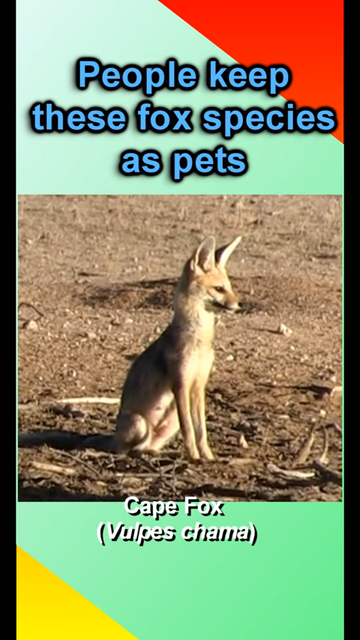 People keep
these fox species
as pets
Cape Fox
(Vulpes chama)